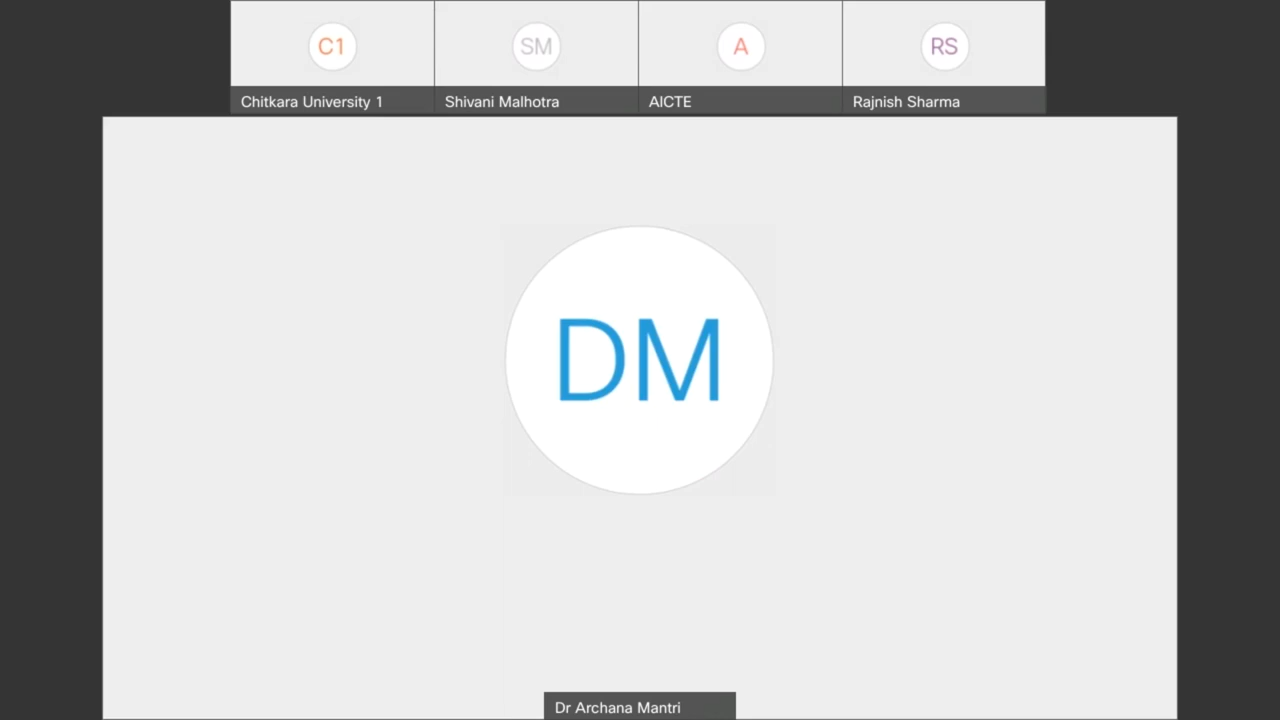 C1
SM
A
RS
Chitkara University 1
Shivani Malhotra
AICTE
Rajnish Sharma
DM
Dr Archana Mantri